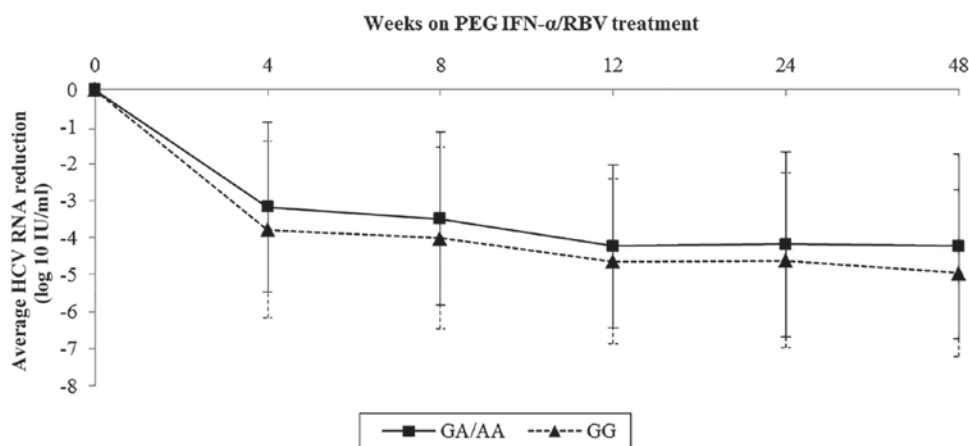 Weeks on PEG IFN-α/RBV treatment
0 4 8 12 24 48
0
-1
-2
-3
-4
-5
-6
-7
-8
Average HCV RNA reduction
(log 10 IU/ml)
GA/AA GG